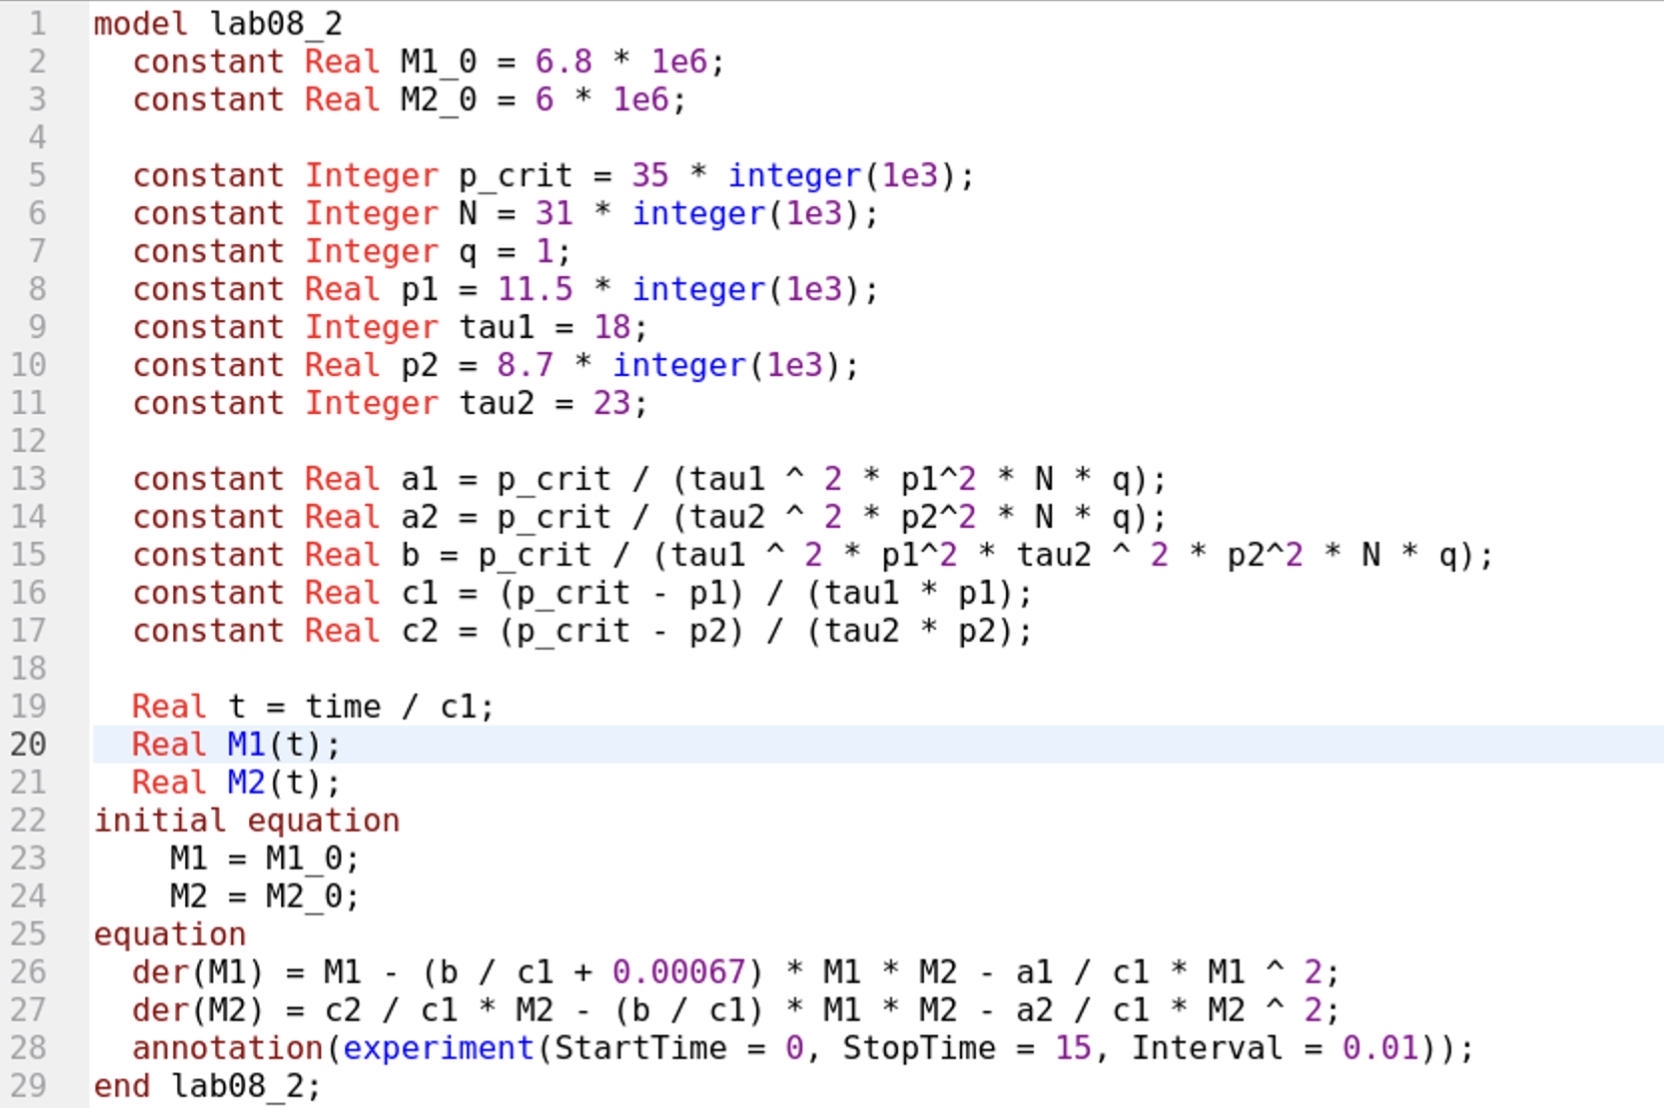 1 model lab08_2
2   constant Real M1_0 = 6.8 * 1e6;
3   constant Real M2_0 = 6 * 1e6;
4
5   constant Integer p_crit = 35 * integer(1e3);
6   constant Integer N = 31 * integer(1e3);
7   constant Integer q = 1;
8   constant Real p1 = 11.5 * integer(1e3);
9   constant Integer tau1 = 18;
10   constant Real p2 = 8.7 * integer(1e3);
11   constant Integer tau2 = 23;
12
13   constant Real a1 = p_crit / (tau1 ^ 2 * p1^2 * N * q);
14   constant Real a2 = p_crit / (tau2 ^ 2 * p2^2 * N * q);
15   constant Real b = p_crit / (tau1 ^ 2 * p1^2 * tau2 ^ 2 * p2^2 * N * q);
16   constant Real c1 = (p_crit - p1) / (tau1 * p1);
17   constant Real c2 = (p_crit - p2) / (tau2 * p2);
18
19   Real t = time / c1;
20   Real M1(t);
21   Real M2(t);
22 initial equation
23     M1 = M1_0;
24     M2 = M2_0;
25 equation
26   der(M1) = M1 - (b / c1 + 0.00067) * M1 * M2 - a1 / c1 * M1 ^ 2;
27   der(M2) = c2 / c1 * M2 - (b / c1) * M1 * M2 - a2 / c1 * M2 ^ 2;
28   annotation(experiment(StartTime = 0, StopTime = 15, Interval = 0.01));
29 end lab08_2;